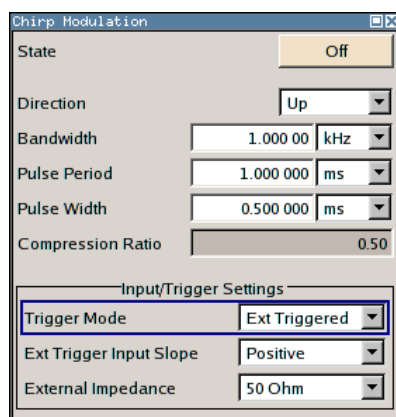 Chirp Modulation
State Off
Direction Up
Bandwidth 1.000 00 kHz
Pulse Period 1.000 000 ms
Pulse Width 0.500 000 ms
Compression Ratio 0.50
Input/Trigger Settings
Trigger Mode Ext Triggered
Ext Trigger Input Slope Positive
External Impedance 50 Ohm